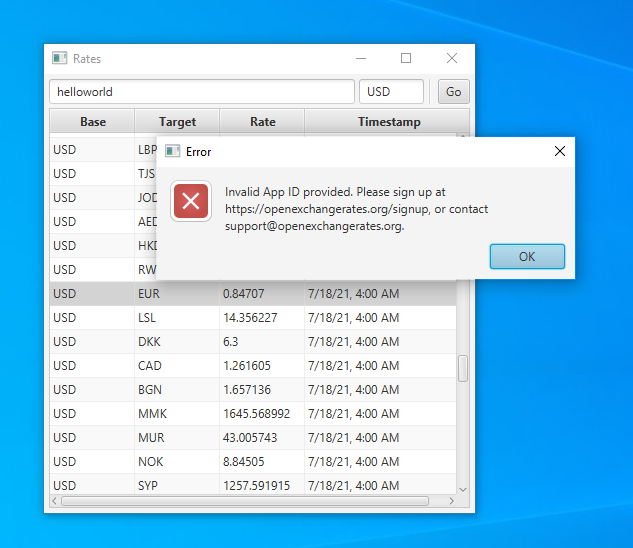 Rates
helloworld USD Go
Base Target Rate Timestamp
USD LBP
USD TJS
USD JOD
USD AED
USD HKD
USD RW
Error
Invalid App ID provided. Please sign up at
https://openexchangerates.org/signup, or contact
support@openexchangerates.org.
OK
USD EUR 0.84707 7/18/21, 4:00 AM
USD LSL 14.356227 7/18/21, 4:00 AM
USD DKK 6.3 7/18/21, 4:00 AM
USD CAD 1.261605 7/18/21, 4:00 AM
USD BGN 1.657136 7/18/21, 4:00 AM
USD MMK 1645.568992 7/18/21, 4:00 AM
USD MUR 43.005743 7/18/21, 4:00 AM
USD NOK 8.84505 7/18/21, 4:00 AM
USD SYP 1257.591915 7/18/21, 4:00 AM